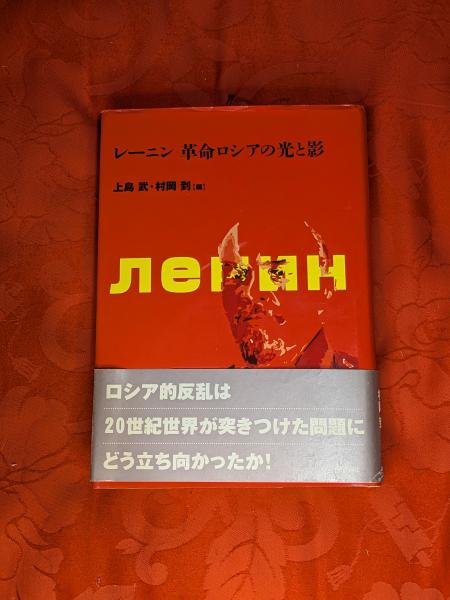 レーニン 革命ロシアの光と影
上島 武・村岡 到[編]
ленин
ロシア的反乱は
20世紀世界が突きつけた問題に
どう立ち向かったか!